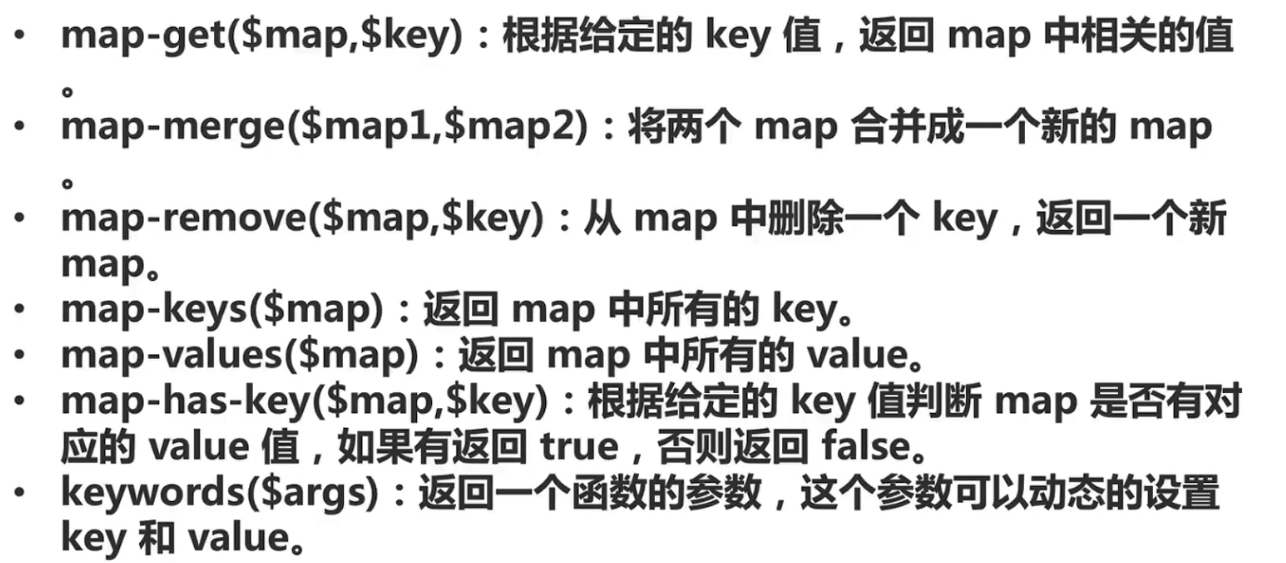 • map-get($map,$key)：根据给定的 key 值，返回 map 中相关的值
。
• map-merge($map1,$map2)：将两个 map 合并成一个新的 map
。
• map-remove($map,$key)：从 map 中删除一个 key，返回一个新
map。
• map-keys($map)：返回 map 中所有的 key。
• map-values($map)：返回 map 中所有的 value。
• map-has-key($map,$key)：根据给定的 key 值判断 map 是否有对
应的 value 值，如果有返回 true，否则返回 false。
• keywords($args)：返回一个函数的参数，这个参数可以动态的设置
key 和 value。